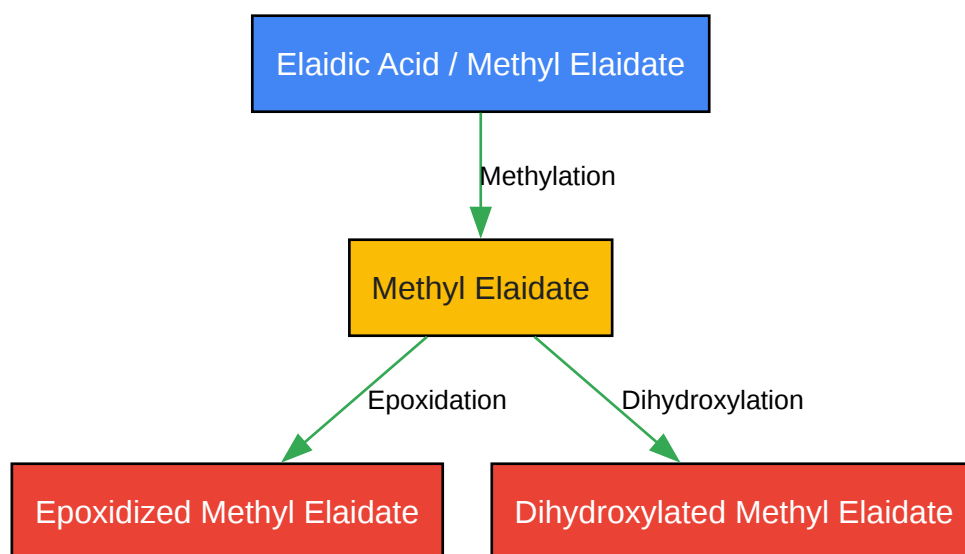 Elaidic Acid / Methyl Elaidate
Methylation
Methyl Elaidate
Epoxidation
Dihydroxylation
Epoxidized Methyl Elaidate
Dihydroxylated Methyl Elaidate